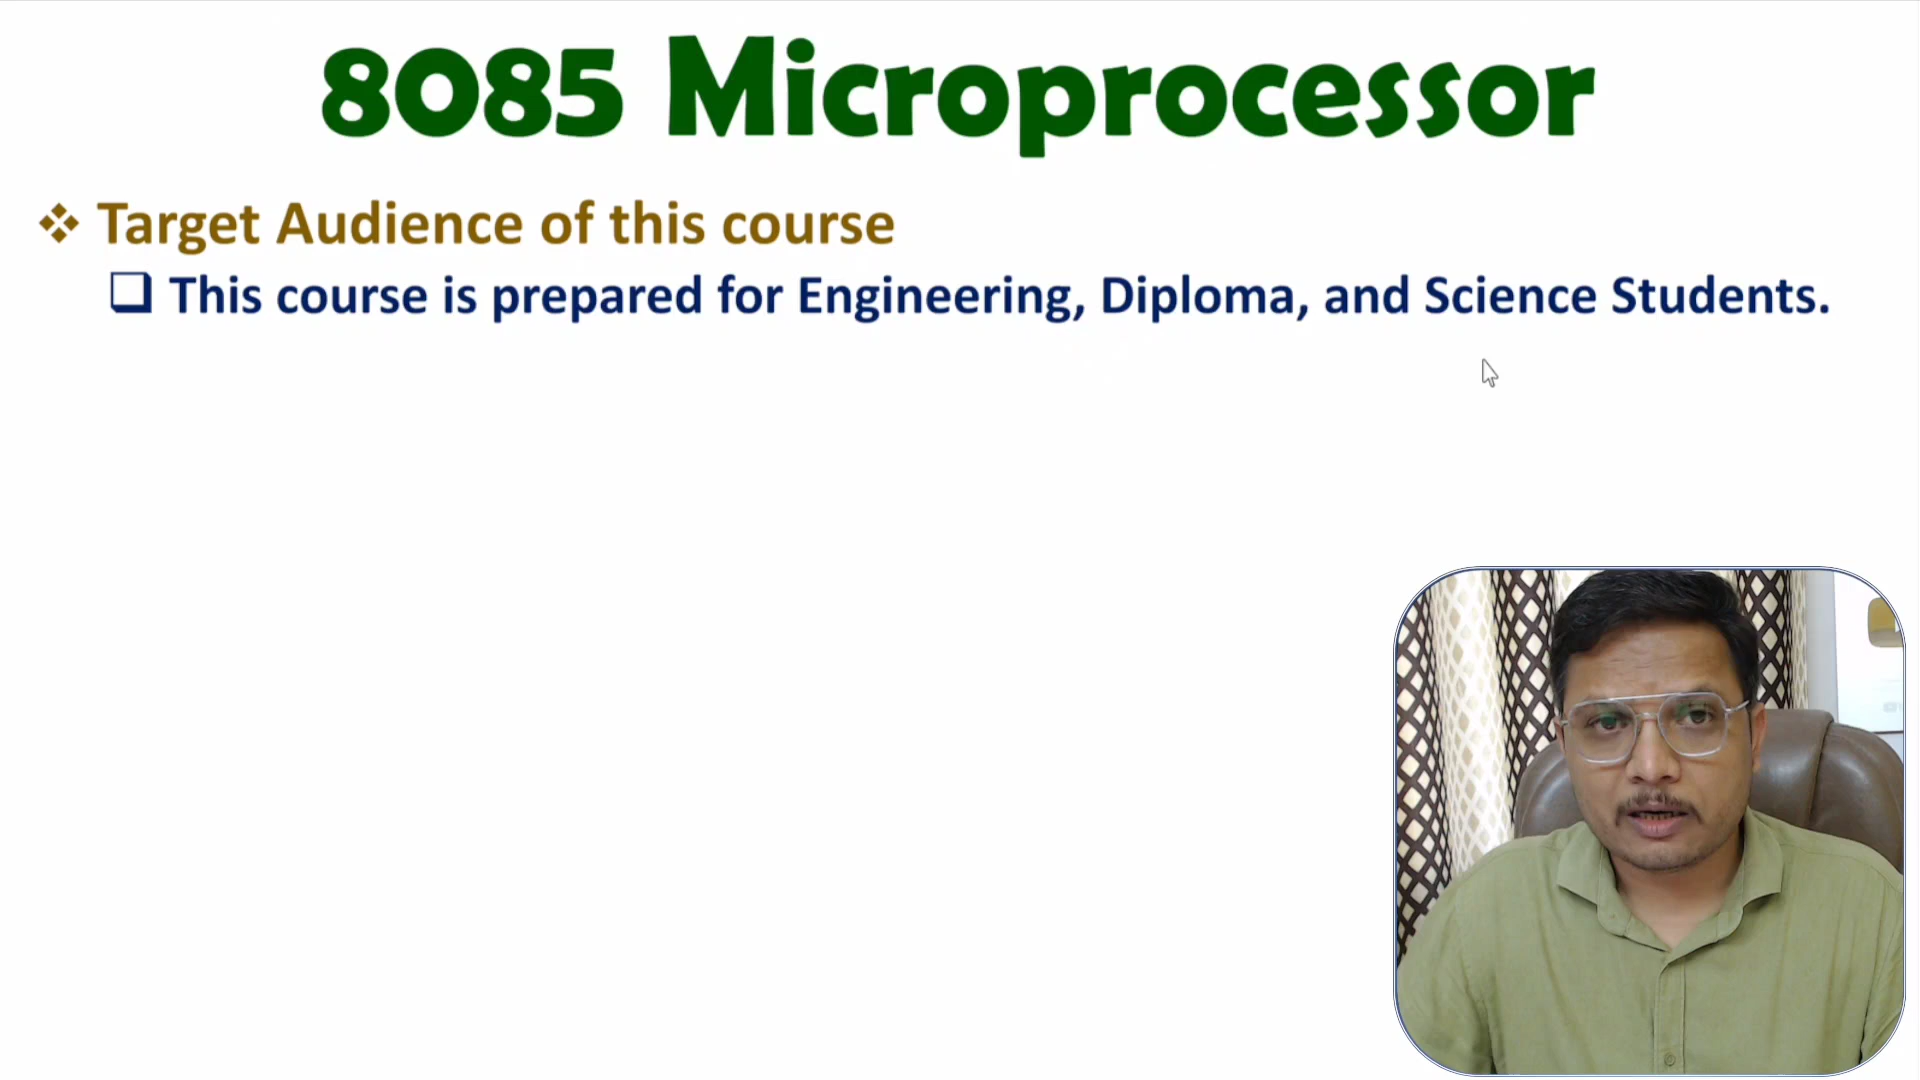 8085 Microprocessor
Target Audience of this course
This course is prepared for Engineering, Diploma, and Science Students.